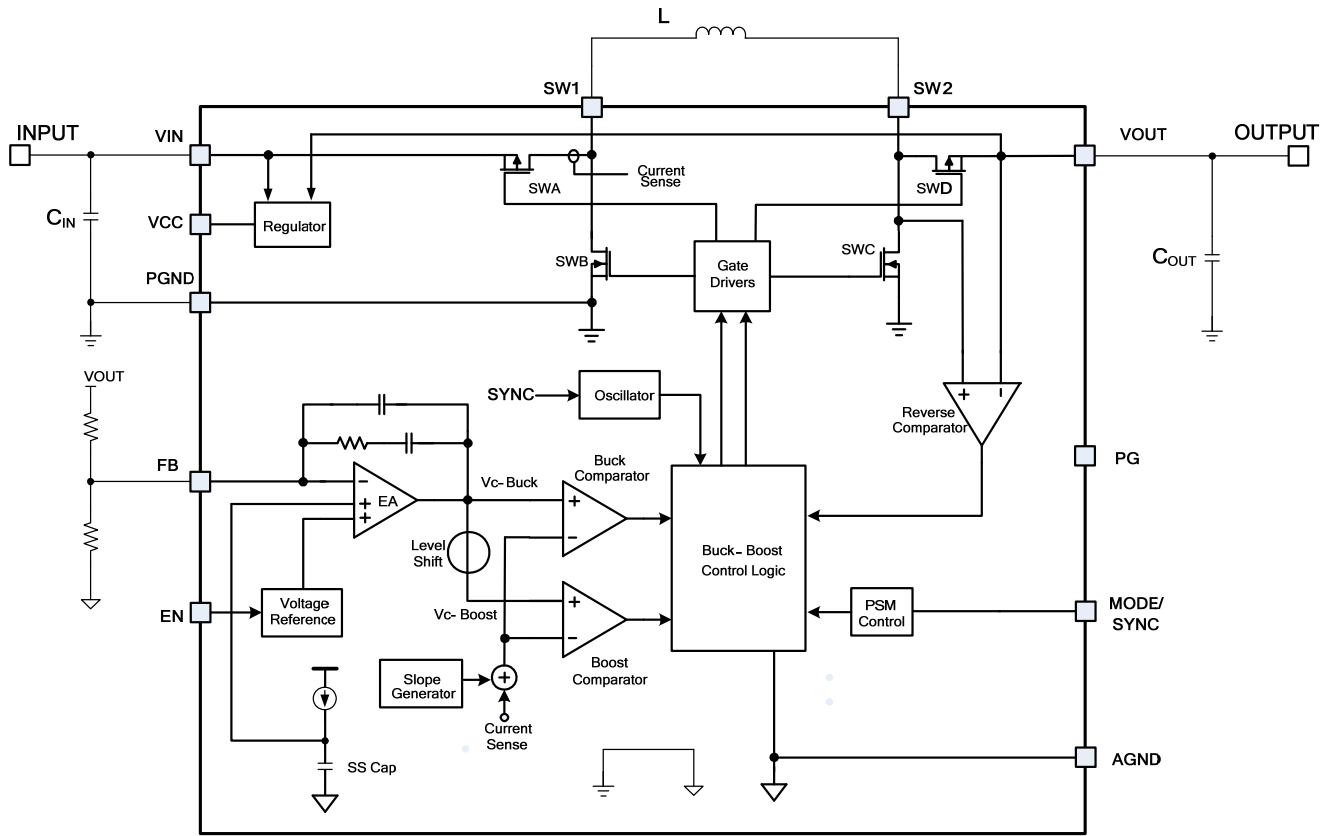 L
SW1
SW2
INPUT
VIN
VOUT
OUTPUT
Current
Sense
SWA
SWD
CIN
VCC
Regulator
SWB
Gate
Drivers
SWC
COUT
PGND
VOUT
SYNC
Oscillator
+
−
Reverse
Comparator
FB
−
EA
+
+
Vc- Buck
Buck
Comparator
+
−
PG
Level
Shift
Buck- Boost
Control Logic
EN
Voltage
Reference
Vc- Boost
+
−
Boost
Comparator
PSM
Control
MODE/
SYNC
Slope
Generator
+
Current
Sense
SS Cap
AGND